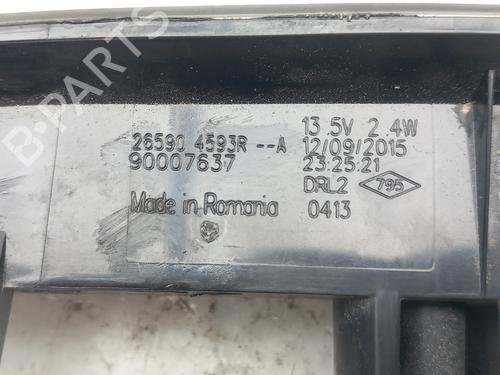 B-PARTS
26590 4593R --A
90007637
Made in Romania
13.5V 2.4W
12/09/2015
23:25:21
DRL2 795
0413